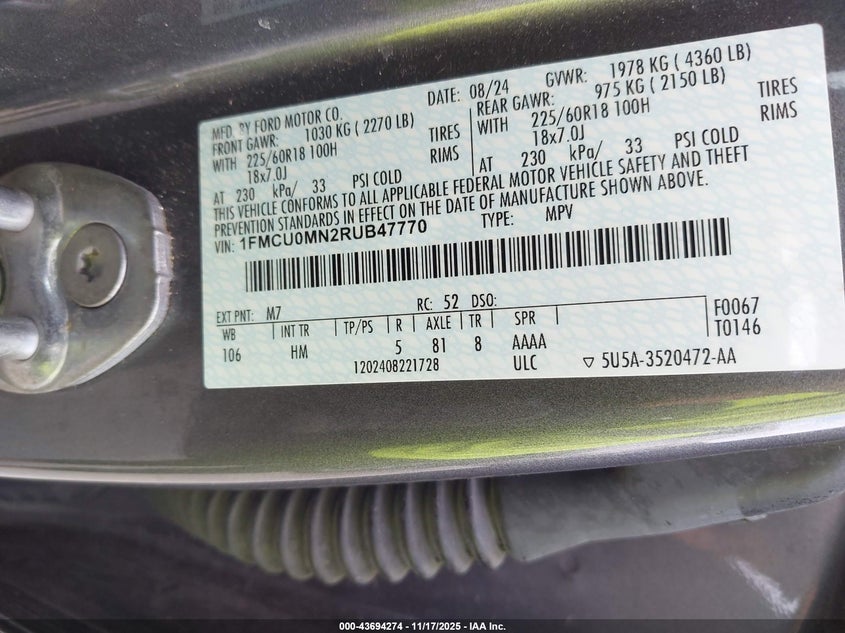 MFD. BY FORD MOTOR CO.
DATE: 08/24 GVWR: 1978 KG ( 4360 LB)
FRONT GAWR: 1030 KG ( 2270 LB)
REAR GAWR: 975 KG ( 2150 LB)
WITH 225/60R18 100H TIRES
WITH 225/60R18 100H TIRES
18x7.0J RIMS
18x7.0J RIMS
AT 230 kPa/ 33 PSI COLD
AT 230 kPa/ 33 PSI COLD
THIS VEHICLE CONFORMS TO ALL APPLICABLE FEDERAL MOTOR VEHICLE SAFETY AND THEFT
PREVENTION STANDARDS IN EFFECT ON THE DATE OF MANUFACTURE SHOWN ABOVE.
VIN: 1FMCU0MN2RUB47770 TYPE: MPV
EXT PNT: M7 RC: 52 DSO:
WB INT TR TP/PS R AXLE TR SPR
106 HM 5 81 8 AAAA
F0067
T0146
1202408221728 ULC ▽ 5U5A-3520472-AA
000-43694274 - 11/17/2025 - IAA Inc.